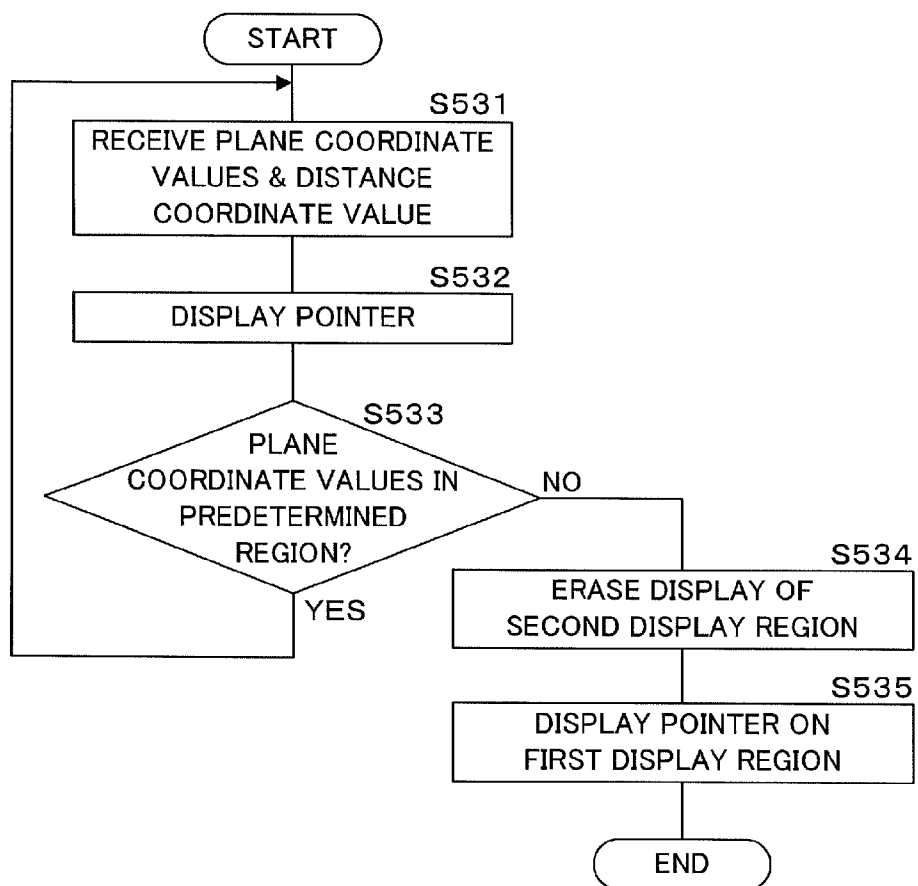 START
S531
RECEIVE PLANE COORDINATE
VALUES & DISTANCE
COORDINATE VALUE
S532
DISPLAY POINTER
S533
PLANE
COORDINATE VALUES IN
PREDETERMINED
REGION?
NO
YES
S534
ERASE DISPLAY OF
SECOND DISPLAY REGION
S535
DISPLAY POINTER ON
FIRST DISPLAY REGION
END